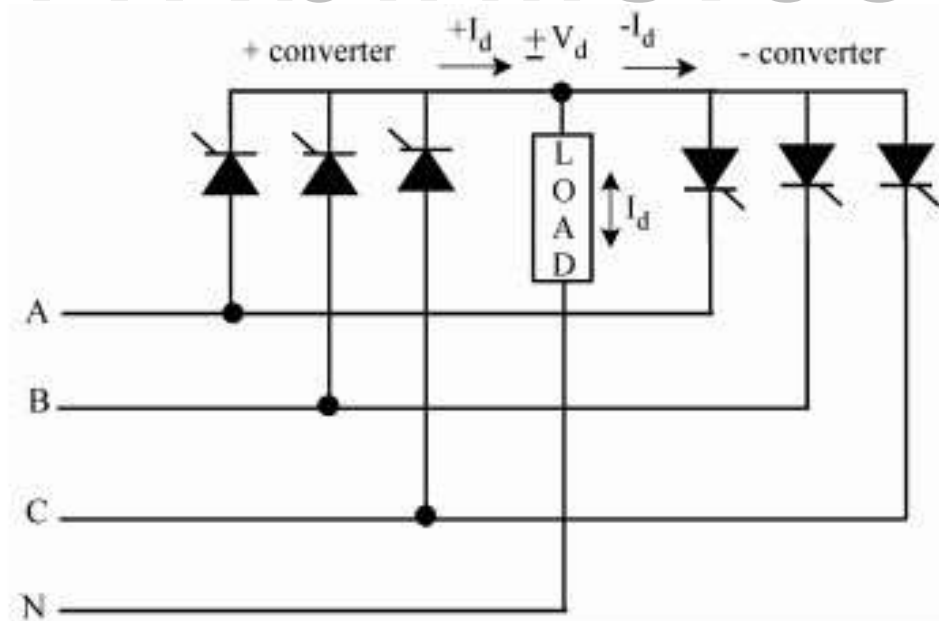 + converter
+I_d
± V_d
-I_d
- converter
L
O
A
D
I_d
A
B
C
N